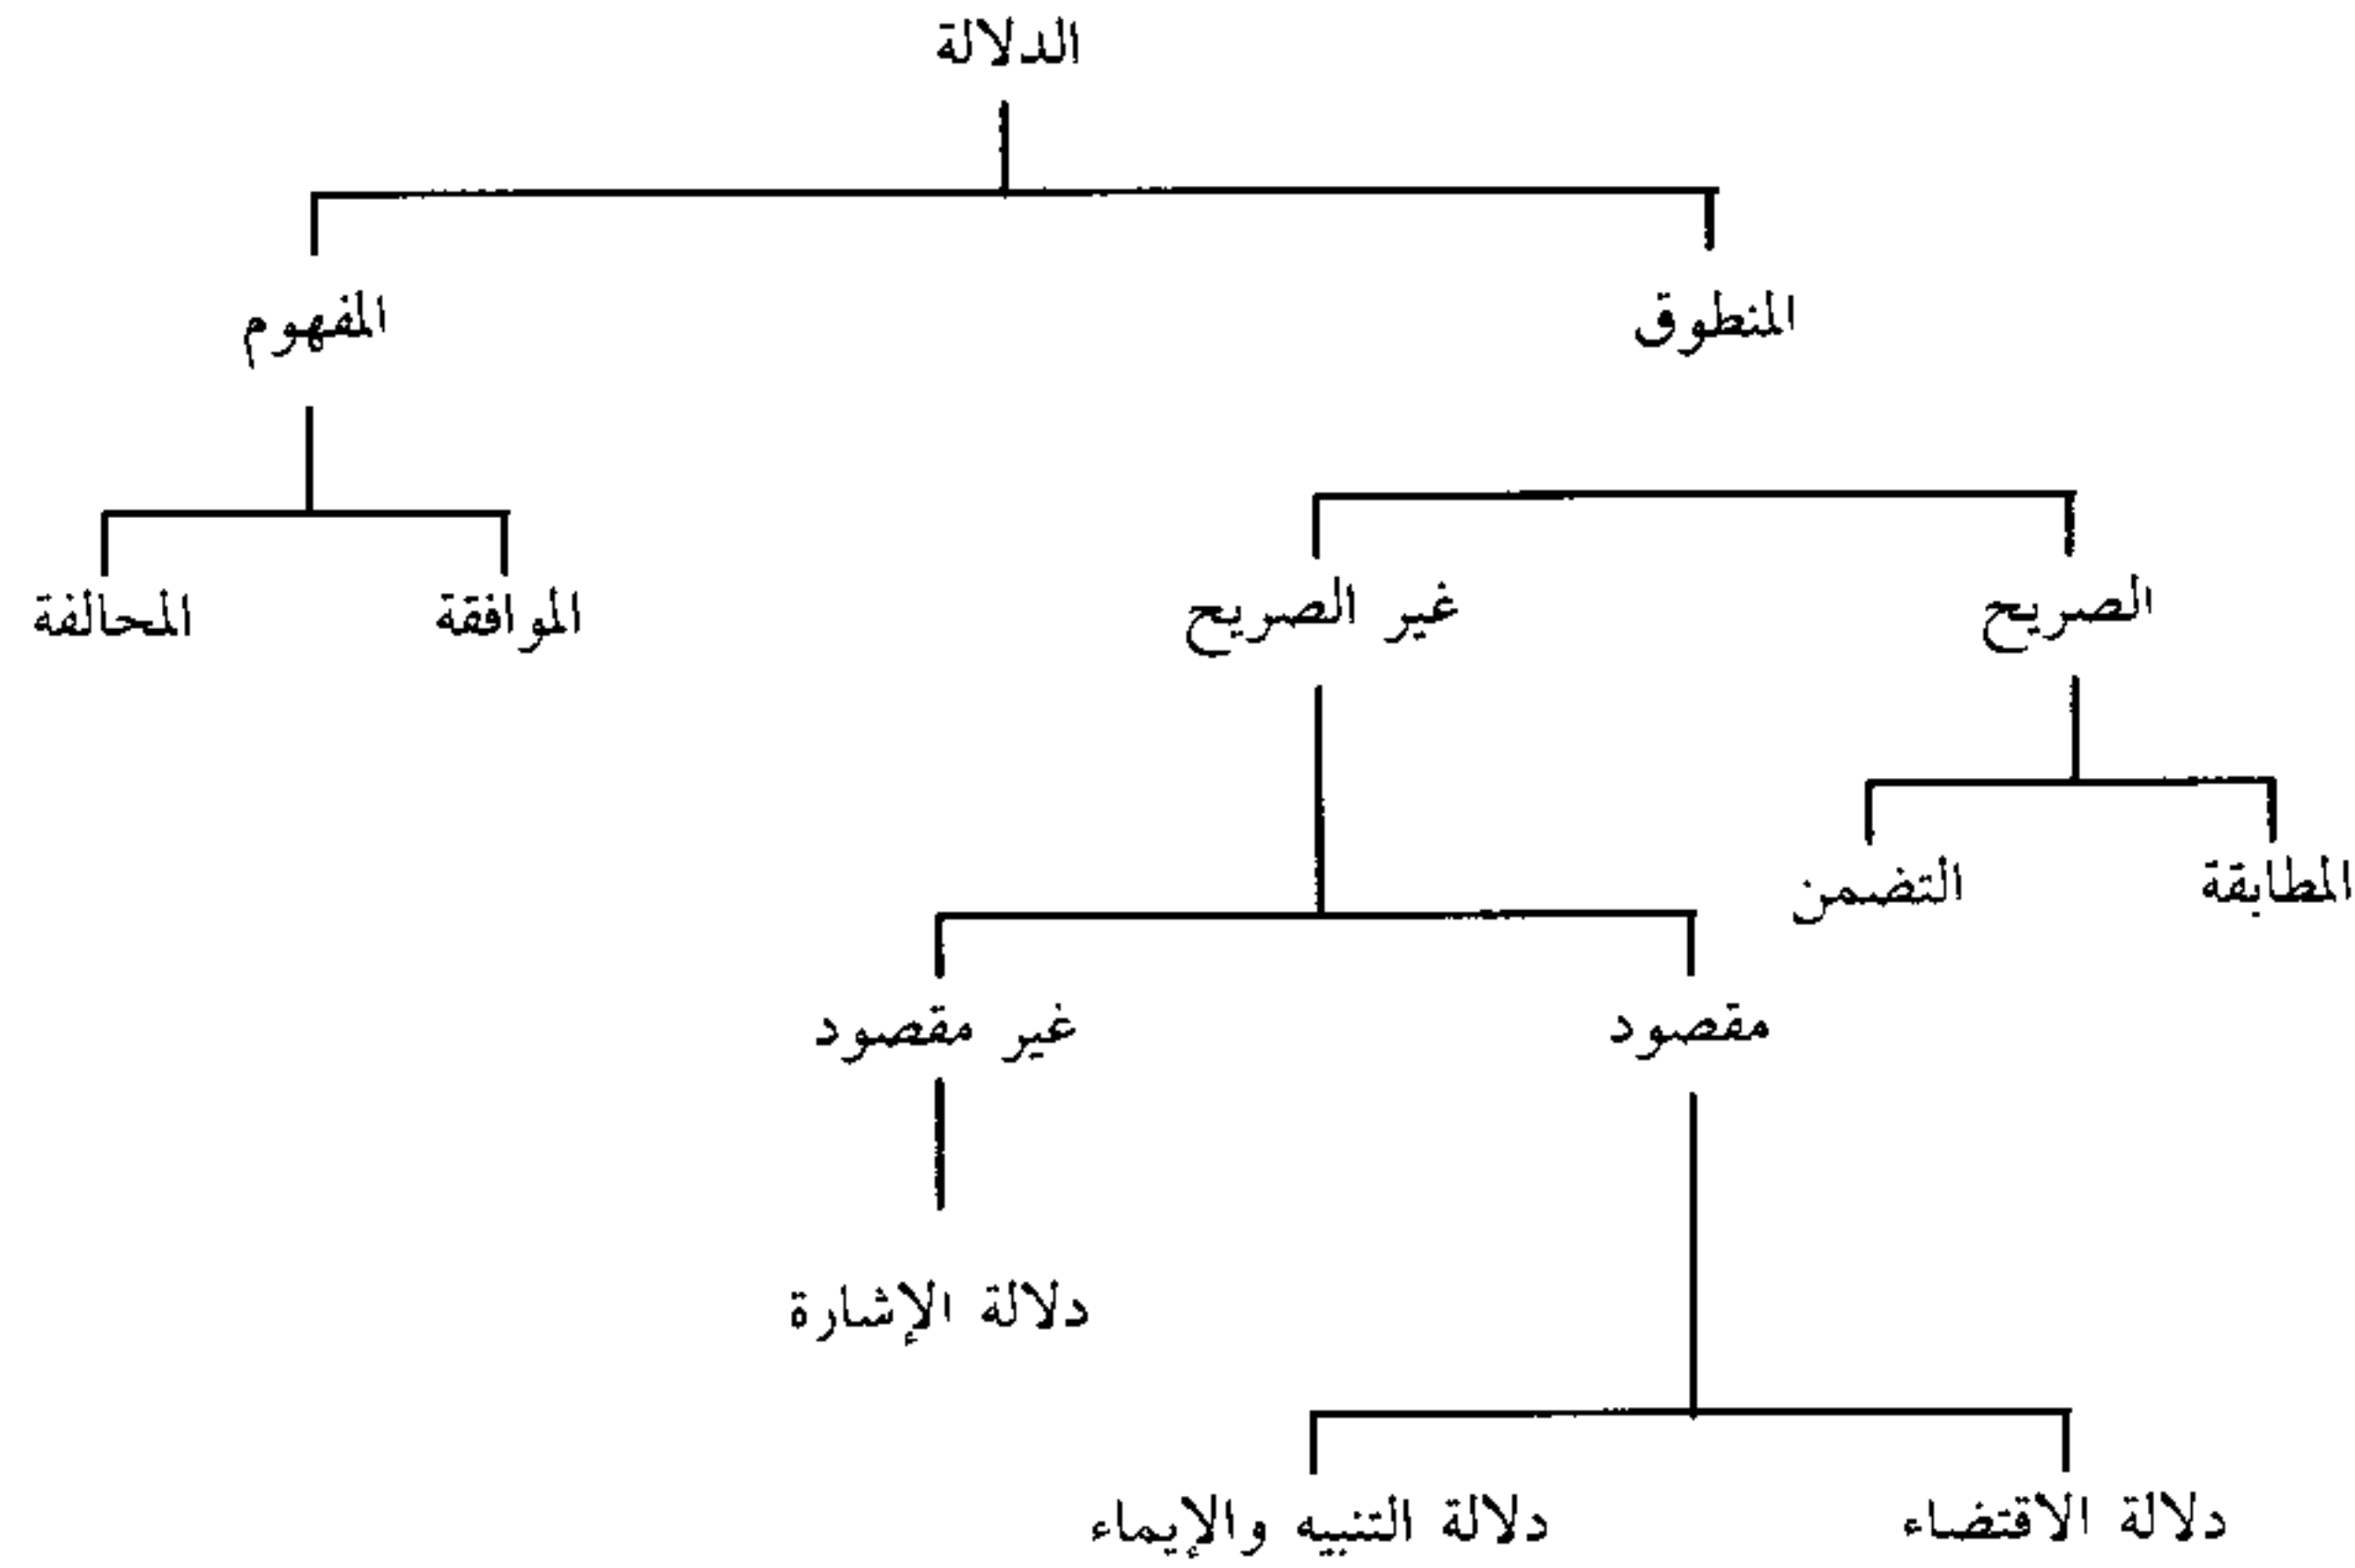 الدلالة
المنطوق المفهوم
الصريح غير الصريح الموافقة المخالفة
المطابقة التضمن
مقصود غير مقصود
دلالة الإشارة
دلالة الاقتضاء دلالة التنبيه والإيماء